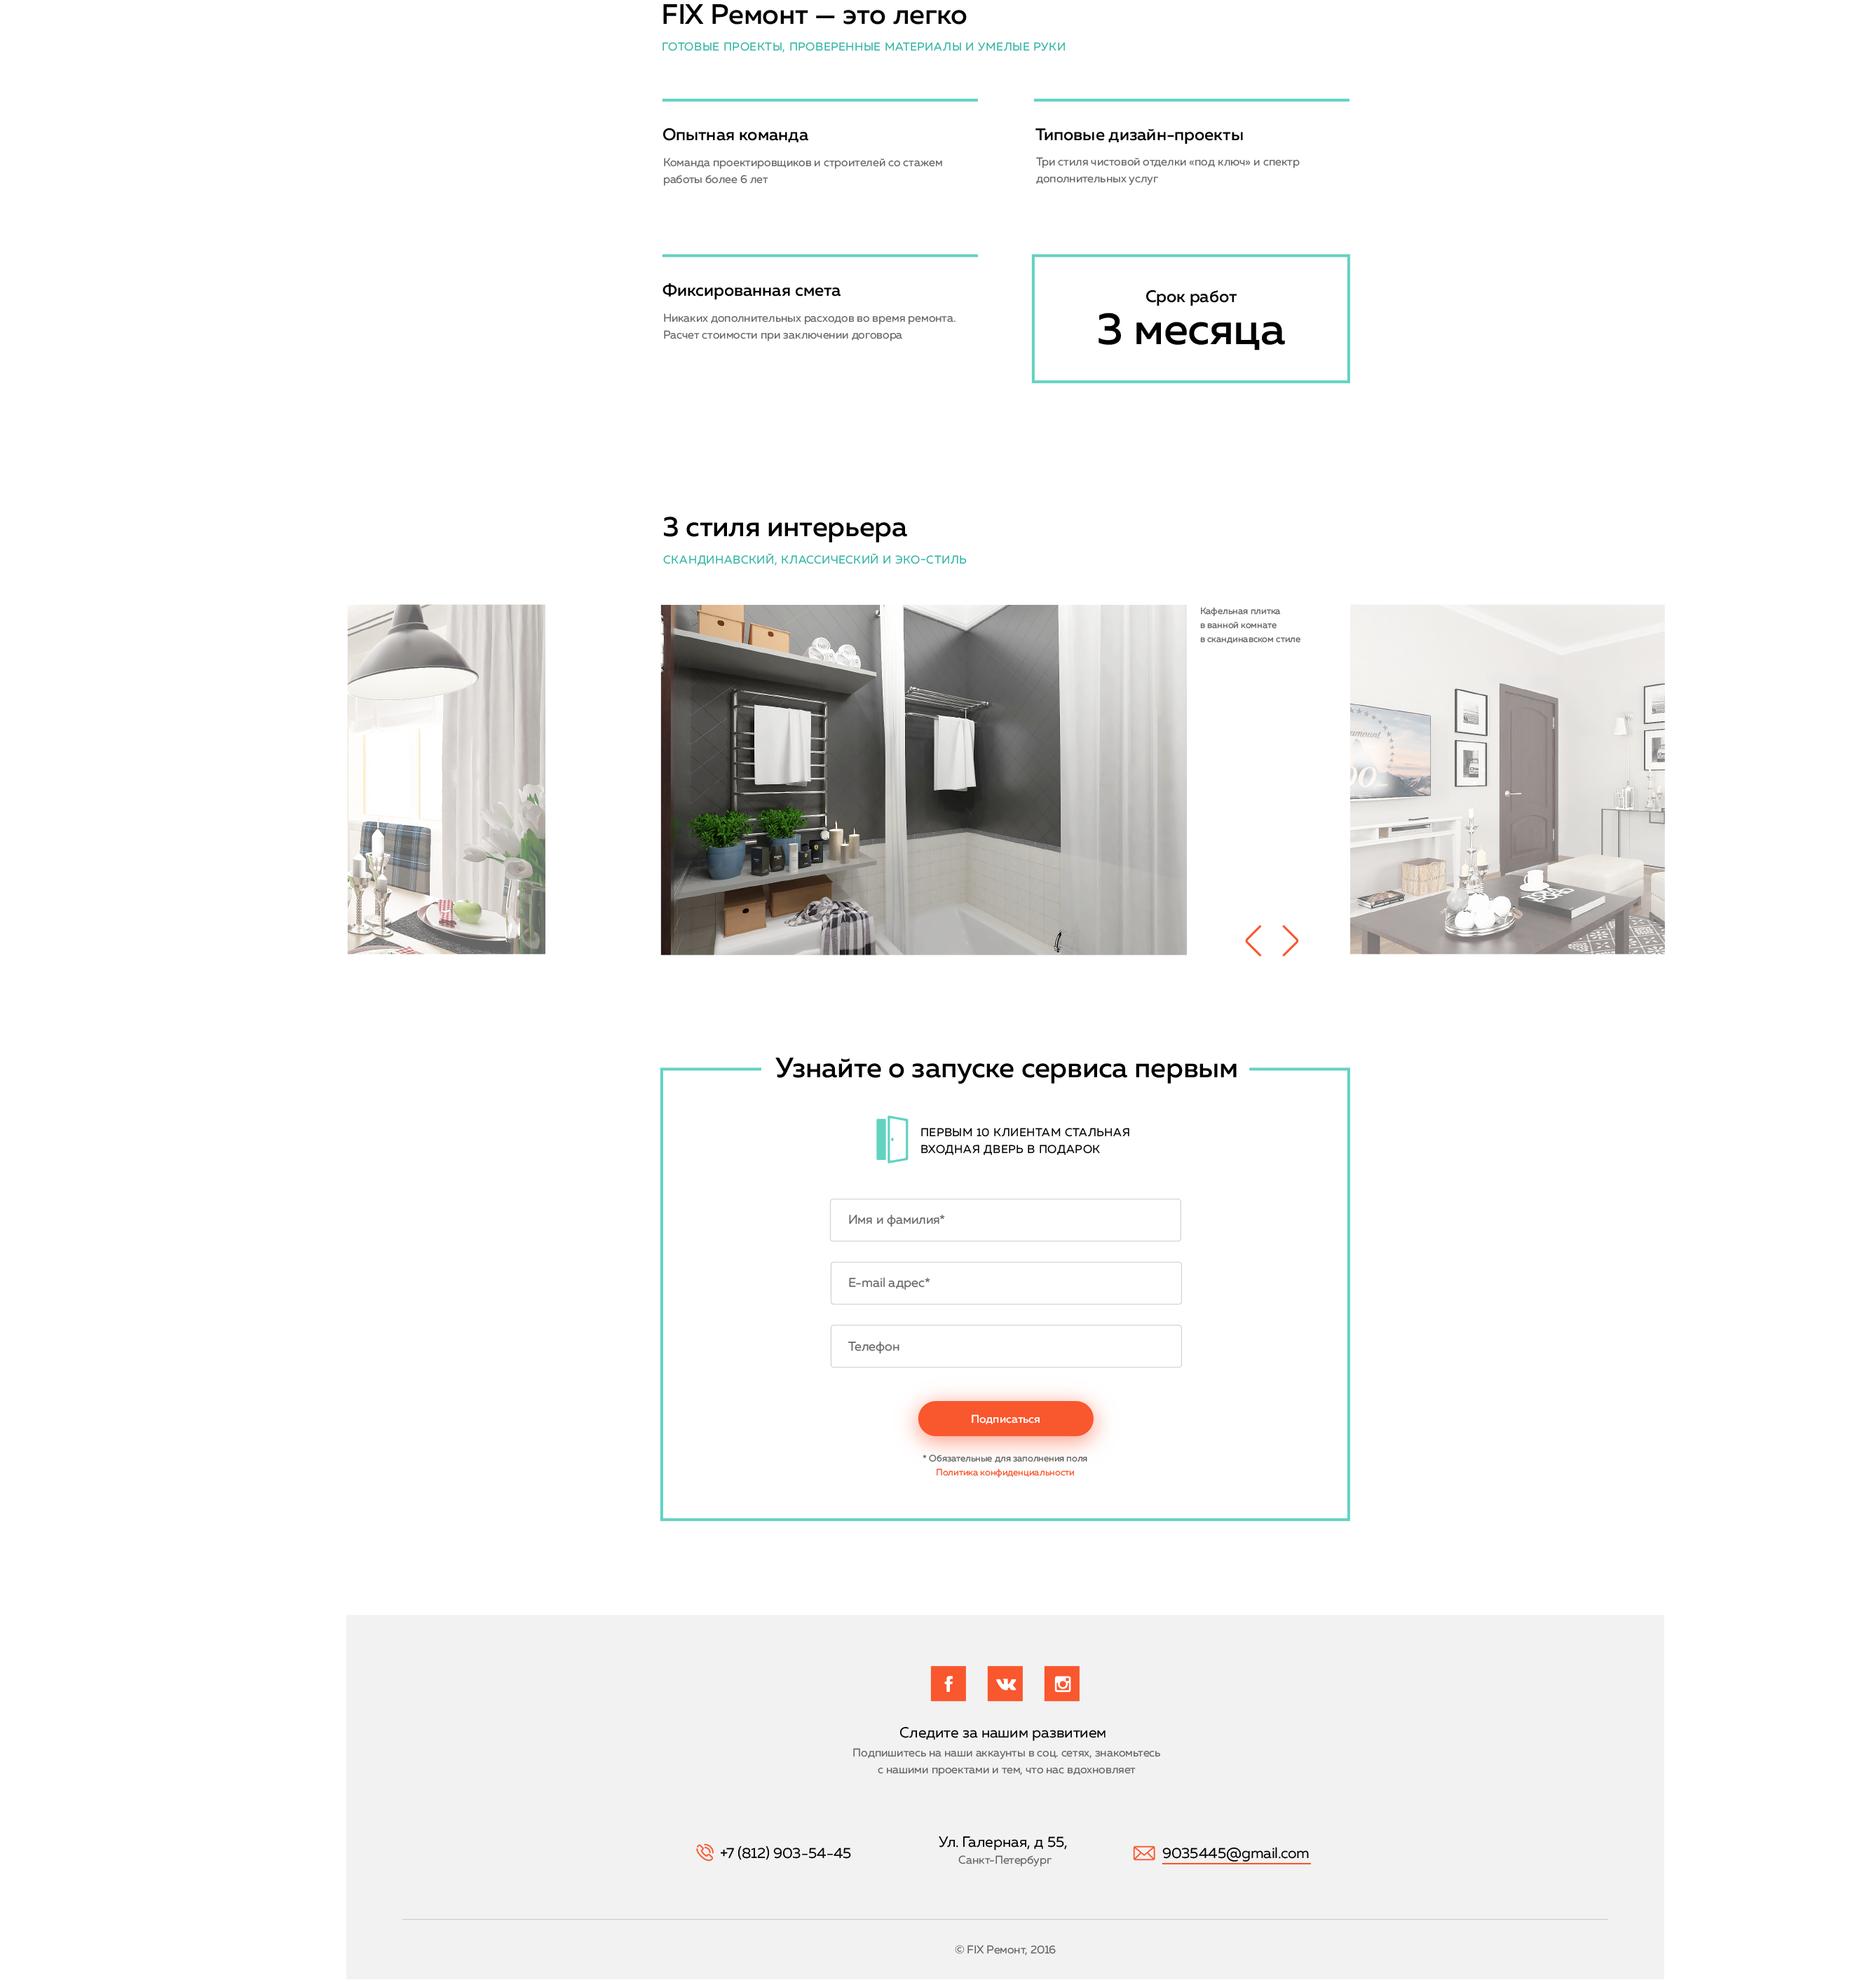 FIX Ремонт — это легко
ГОТОВЫЕ ПРОЕКТЫ, ПРОВЕРЕННЫЕ МАТЕРИАЛЫ И УМЕЛЫЕ РУКИ
Опытная команда
Команда проектировщиков и строителей со стажем
работы более 6 лет
Типовые дизайн-проекты
Три стиля чистовой отделки «под ключ» и спектр
дополнительных услуг
Фиксированная смета
Никаких дополнительных расходов во время ремонта.
Расчет стоимости при заключении договора
Срок работ
3 месяца
3 стиля интерьера
СКАНДИНАВСКИЙ, КЛАССИЧЕСКИЙ И ЭКО-СТИЛЬ
Кафельная плитка
в ванной комнате
в скандинавском стиле
Узнайте о запуске сервиса первым
ПЕРВЫМ 10 КЛИЕНТАМ СТАЛЬНАЯ
ВХОДНАЯ ДВЕРЬ В ПОДАРОК
Имя и фамилия*
E-mail адрес*
Телефон
Подписаться
* Обязательные для заполнения поля
Политика конфиденциальности
Следите за нашим развитием
Подпишитесь на наши аккаунты в соц. сетях, знакомьтесь
с нашими проектами и тем, что нас вдохновляет
+7 (812) 903-54-45
Ул. Галерная, д 55,
Санкт-Петербург
9035445@gmail.com
© FIX Ремонт, 2016